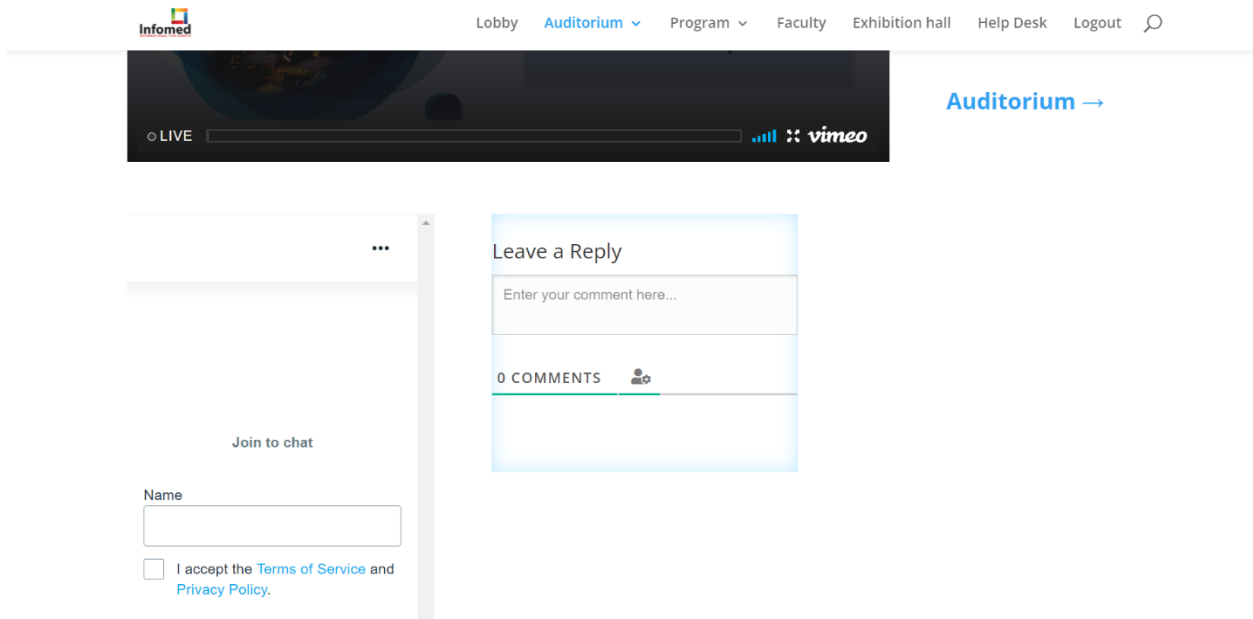 Infomed
Lobby Auditorium Program Faculty Exhibition hall Help Desk Logout
Auditorium →
LIVE
vimeo
Leave a Reply
Enter your comment here...
0 COMMENTS
Join to chat
Name
I accept the Terms of Service and
Privacy Policy.